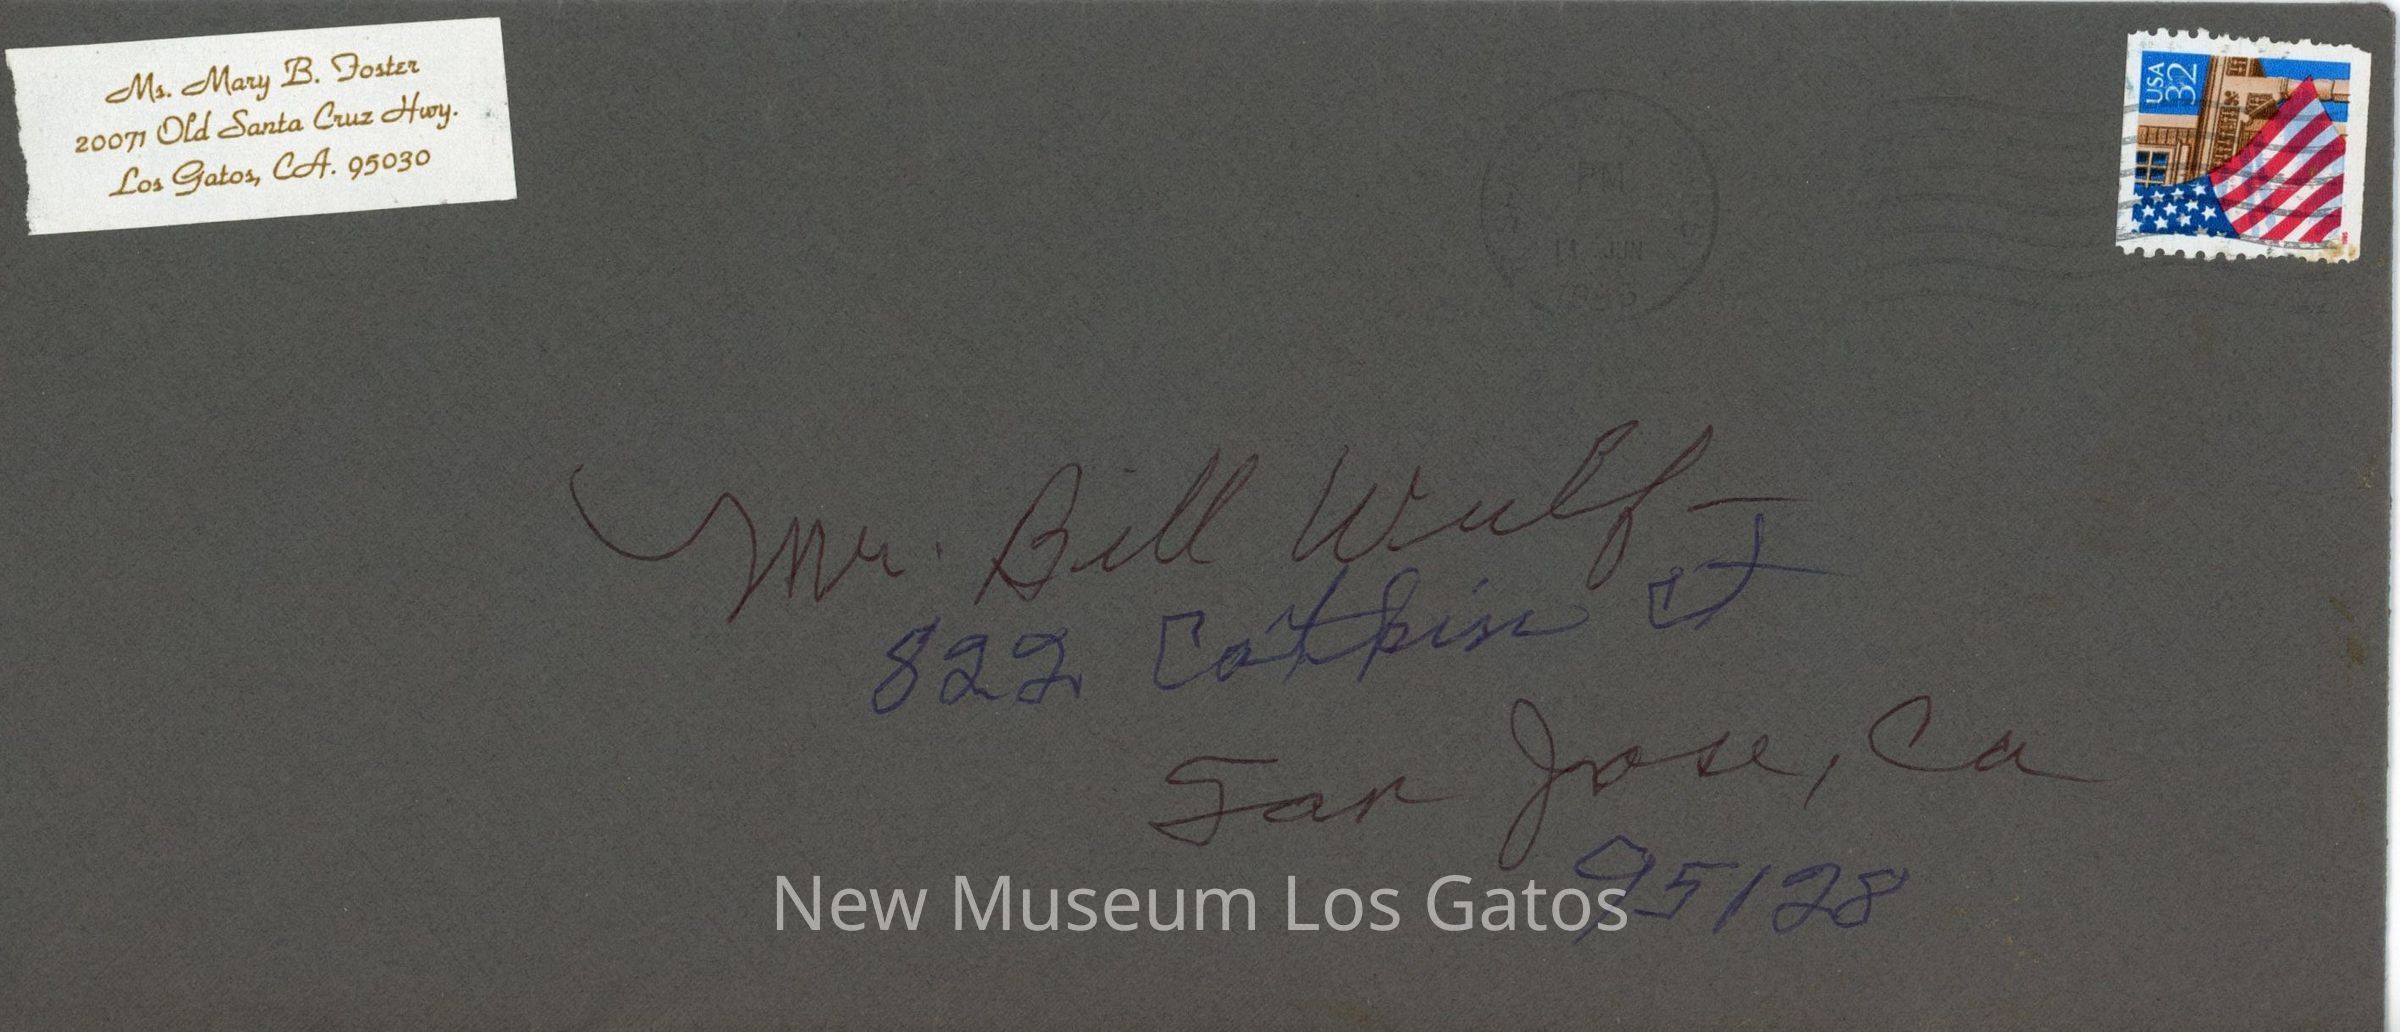 Ms. Mary B. Foster
20071 Old Santa Cruz Hwy.
Los Gatos, CA. 95030
USA
32
PM
JUN
Mr. Bill Wulf
822 Catkin Ct
San Jose, Ca
95128
New Museum Los Gatos